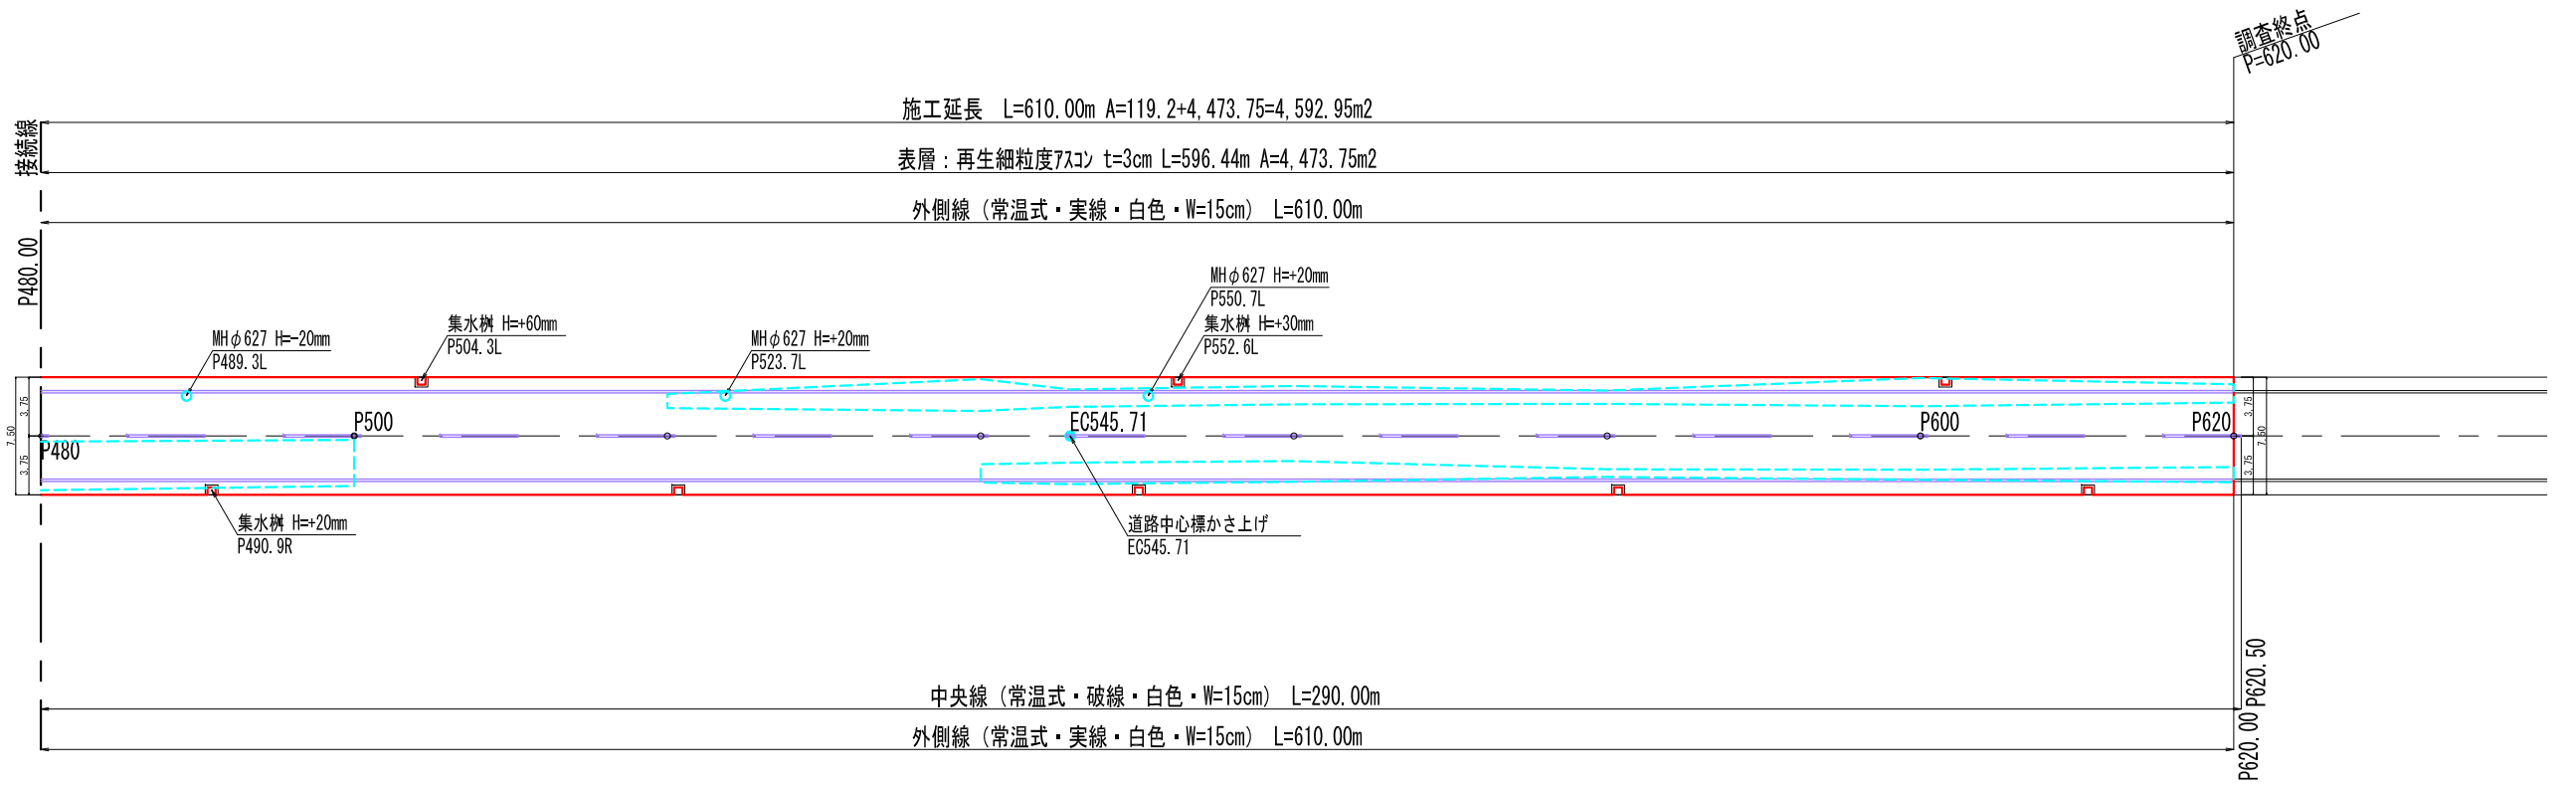 調査終点
P=620.00
施工延長 L=610.00m A=119.2+4,473.75=4,592.95m2
接続線
表層：再生細粒度アスコン t=3cm L=596.44m A=4,473.75m2
外側線（常温式・実線・白色・W=15cm） L=610.00m
P480.00
MHφ627 H=+20mm
P550.7L
集水桝 H=+60mm
P504.3L
集水桝 H=+30mm
P552.6L
MHφ627 H=-20mm
P489.3L
MHφ627 H=+20mm
P523.7L
3.75
7.50
3.75
P480
P500
EC545.71
P600
P620
3.75
7.50
3.75
集水桝 H=+20mm
P490.9R
道路中心標かさ上げ
EC545.71
中央線（常温式・破線・白色・W=15cm） L=290.00m
P620.50
外側線（常温式・実線・白色・W=15cm） L=610.00m
P620.00